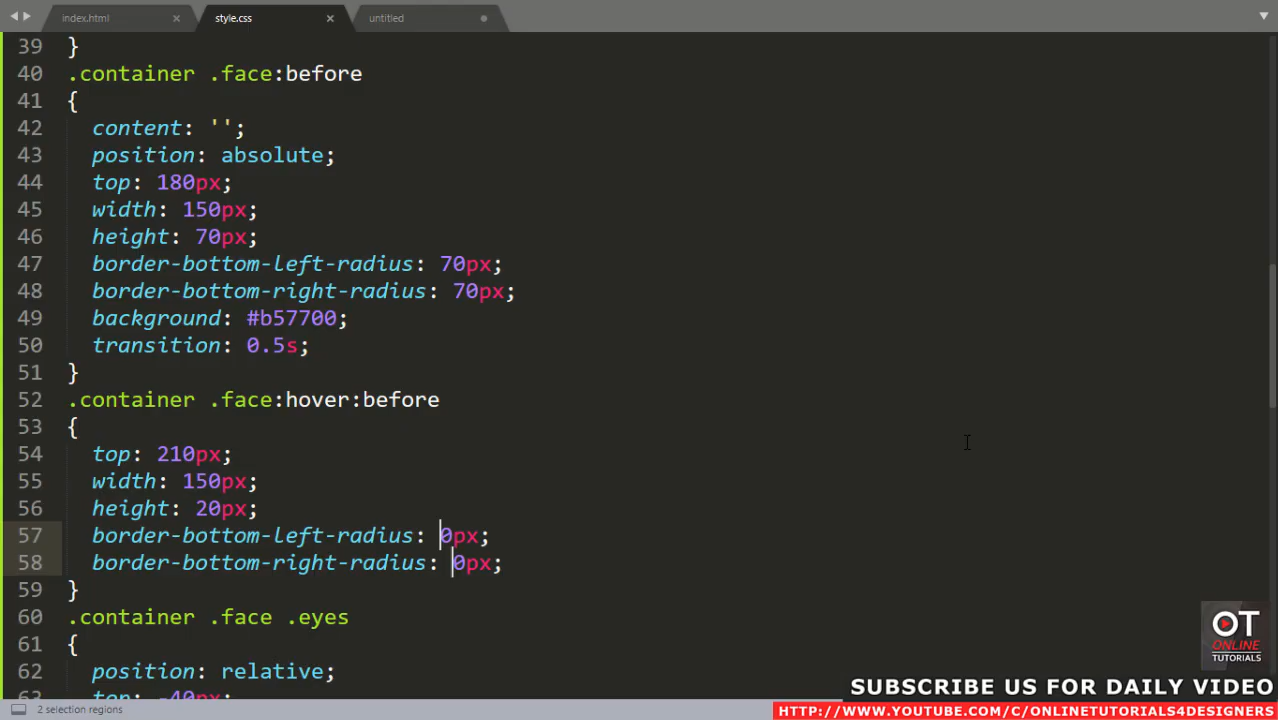 index.html × style.css × untitled
39 }
40 .container .face:before
41 {
42 content: '';
43 position: absolute;
44 top: 180px;
45 width: 150px;
46 height: 70px;
47 border-bottom-left-radius: 70px;
48 border-bottom-right-radius: 70px;
49 background: #b57700;
50 transition: 0.5s;
51 }
52 .container .face:hover:before
53 {
54 top: 210px;
55 width: 150px;
56 height: 20px;
57 border-bottom-left-radius: 0px;
58 border-bottom-right-radius: 0px;
59 }
60 .container .face .eyes
61 {
62 position: relative;
63 top: -40px;
OT
ONLINE
TUTORIALS
SUBSCRIBE US FOR DAILY VIDEO
2 selection regions
HTTP://WWW.YOUTUBE.COM/C/ONLINETUTORIALS4DESIGNERS